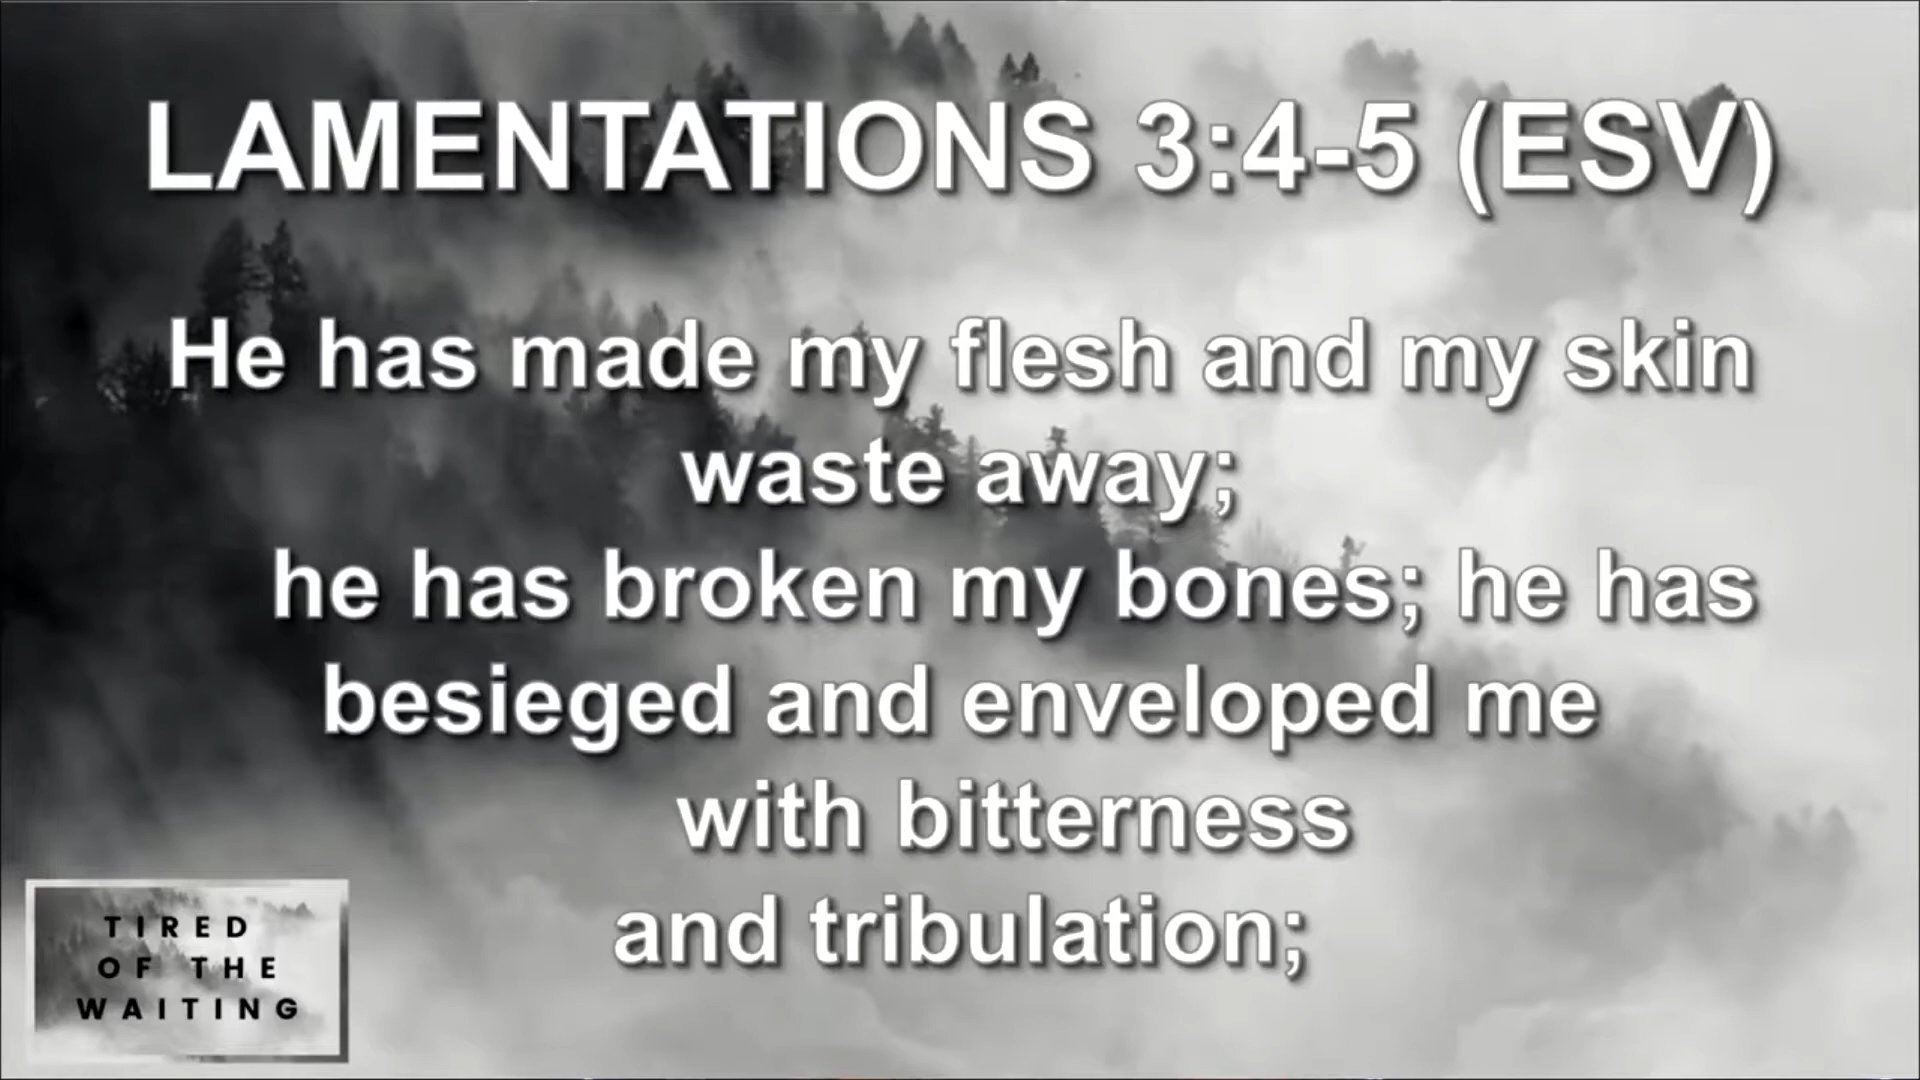 LAMENTATIONS 3:4-5 (ESV)
He has made my flesh and my skin
waste away;
he has broken my bones; he has
besieged and enveloped me
with bitterness
and tribulation;
TIRED
OF THE
WAITING